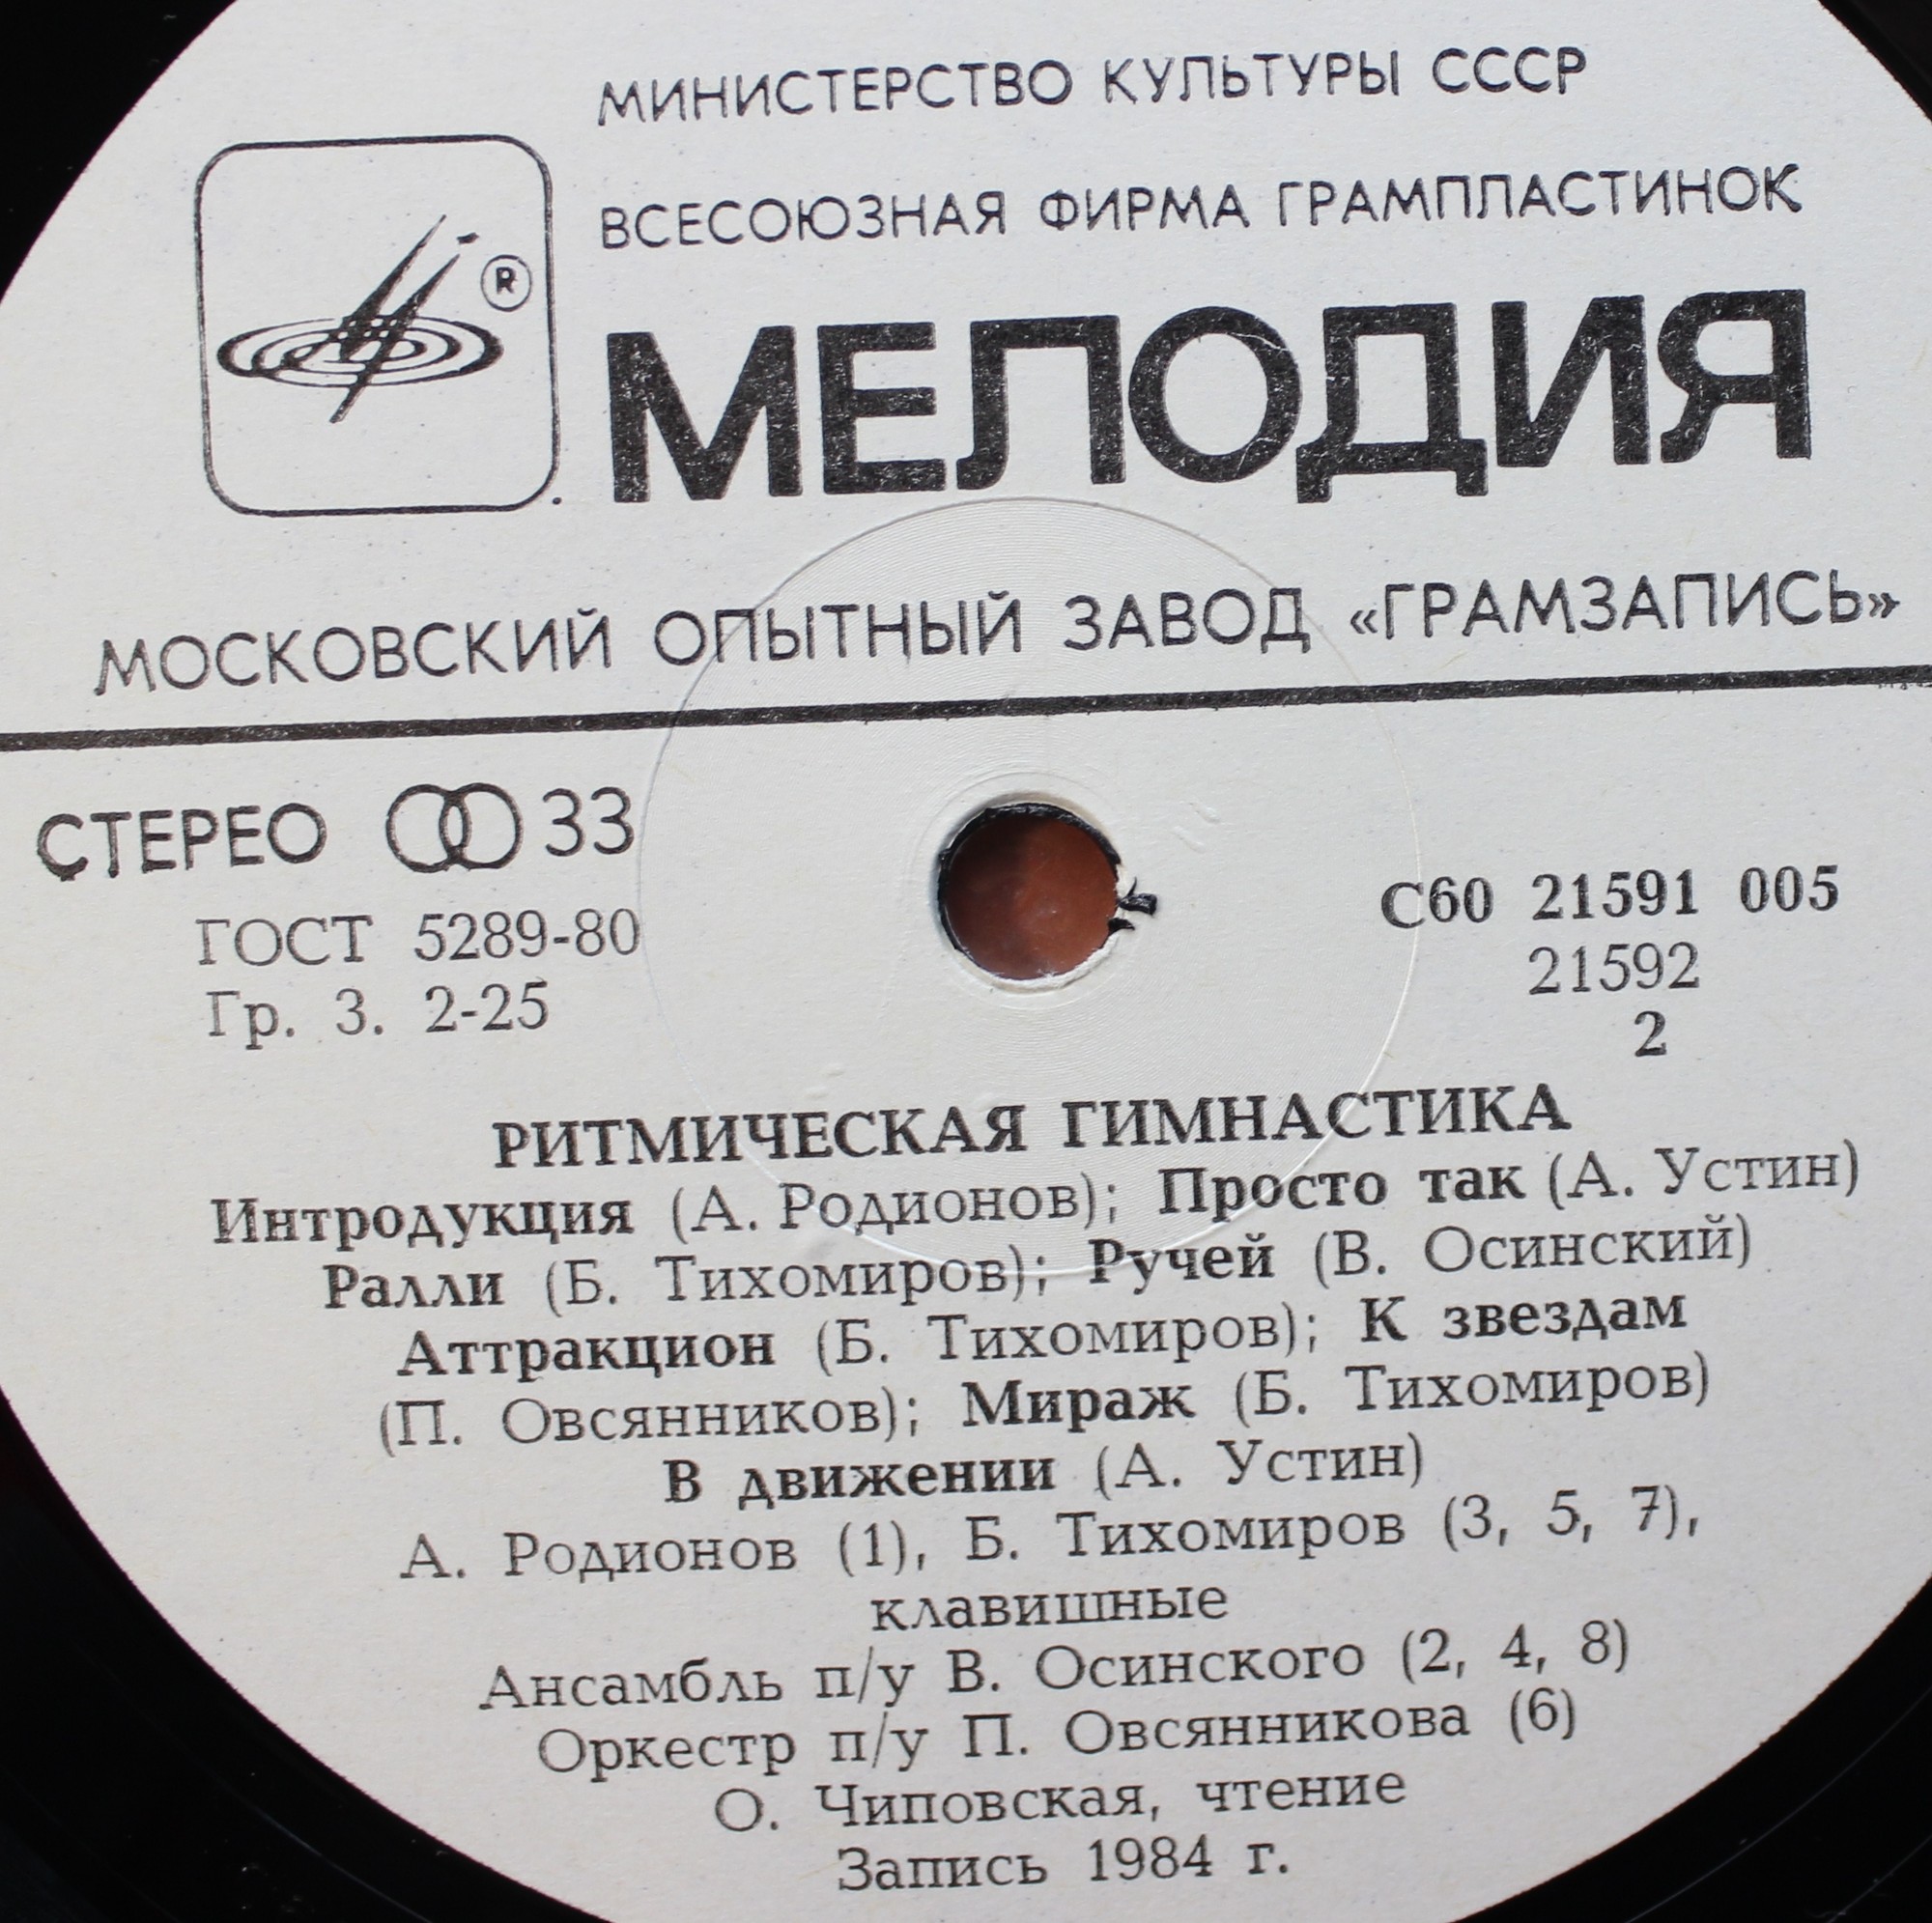 МИНИСТЕРСТВО КУЛЬТУРЫ СССР
ВСЕСОЮЗНАЯ ФИРМА ГРАМПЛАСТИНОК
®
МЕЛОДИЯ
МОСКОВСКИЙ ОПЫТНЫЙ ЗАВОД «ГРАМЗАПИСЬ»
СТЕРЕО 33
ГОСТ 5289-80
Гр. 3. 2-25
С60 21591 005
21592
2
РИТМИЧЕСКАЯ ГИМНАСТИКА
Интродукция (А. Родионов); Просто так (А. Устин)
Ралли (Б. Тихомиров); Ручей (В. Осинский)
Аттракцион (Б. Тихомиров); К звездам
(П. Овсянников); Мираж (Б. Тихомиров)
В движении (А. Устин)
А. Родионов (1), Б. Тихомиров (3, 5, 7),
клавишные
Ансамбль п/у В. Осинского (2, 4, 8)
Оркестр п/у П. Овсянникова (6)
О. Чиповская, чтение
Запись 1984 г.